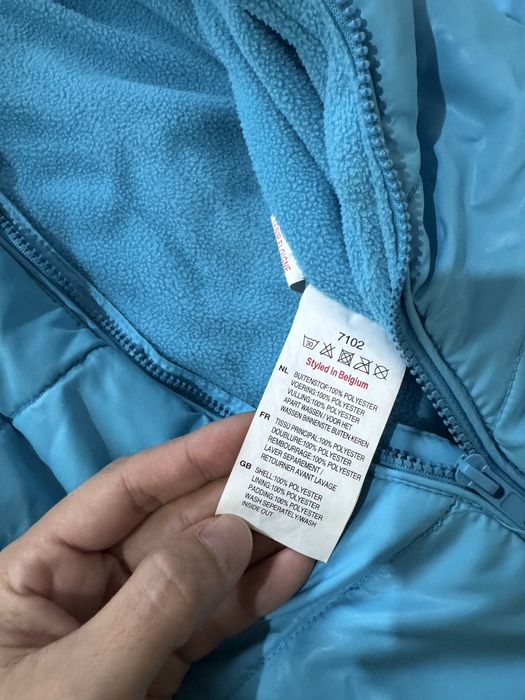 7102
30
Styled in Belgium
NL BUITENSTOF:100% POLYESTER
VOERING:100% POLYESTER
VULLING:100% POLYESTER
APART WASSEN / VOOR HET
WASSEN BINNENSTE BUITEN KEREN
FR TISSU PRINCIPAL:100% POLYESTER
DOUBLURE:100% POLYESTER
REMBOURRAGE:100% POLYESTER
LAVER SEPAREMENT /
RETOURNER AVANT LAVAGE
GB SHELL:100% POLYESTER
LINING:100% POLYESTER
PADDING:100% POLYESTER
WASH SEPERATELY/WASH
INSIDE OUT